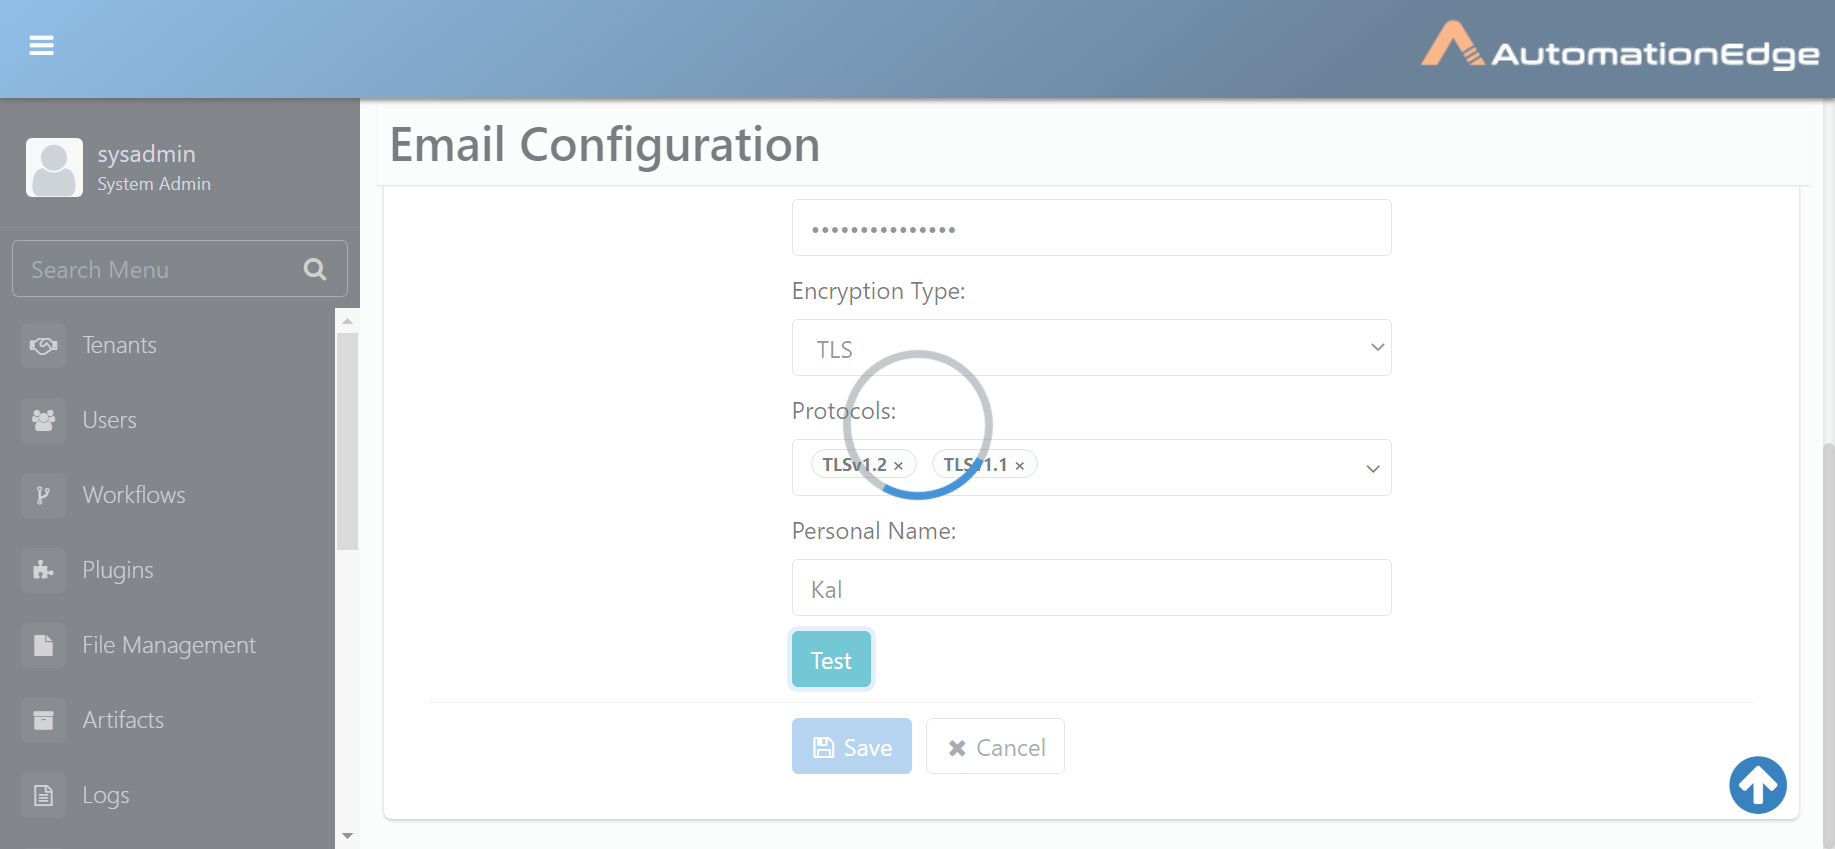 AutomationEdge
sysadmin
System Admin
Search Menu
Tenants
Users
Workflows
Plugins
File Management
Artifacts
Logs
Email Configuration
•••••••••••••••
Encryption Type:
TLS
Protocols:
TLSv1.2 × TLSv1.1 ×
Personal Name:
Kal
Test
Save
Cancel